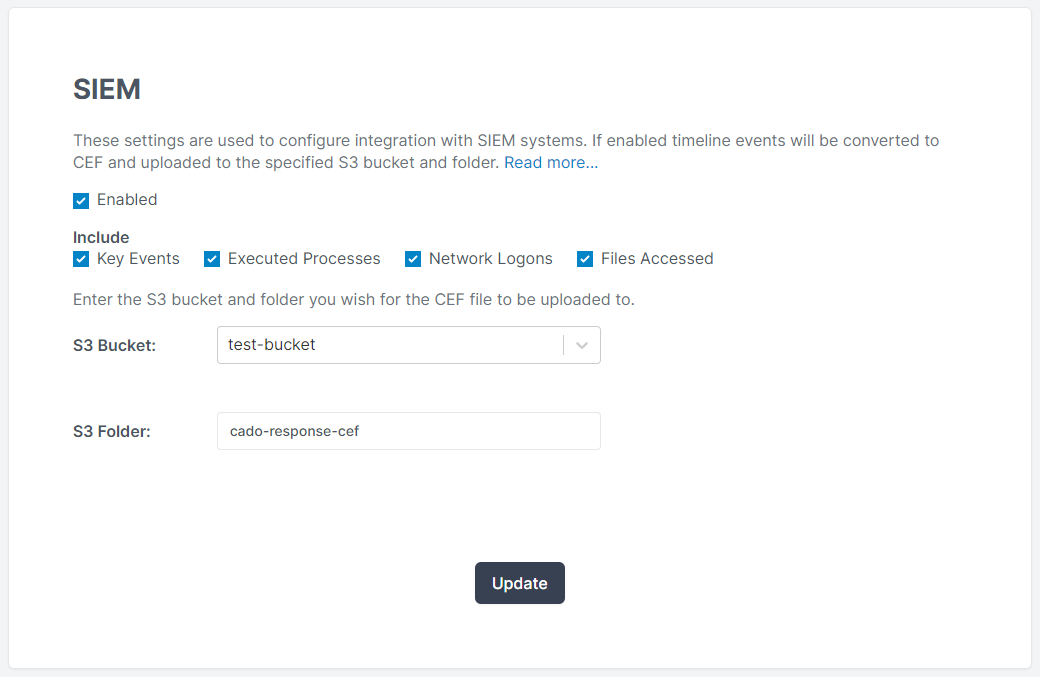 SIEM
These settings are used to configure integration with SIEM systems. If enabled timeline events will be converted to
CEF and uploaded to the specified S3 bucket and folder. Read more...
Enabled
Include
Key Events Executed Processes Network Logons Files Accessed
Enter the S3 bucket and folder you wish for the CEF file to be uploaded to.
S3 Bucket: test-bucket
S3 Folder: cado-response-cef
Update